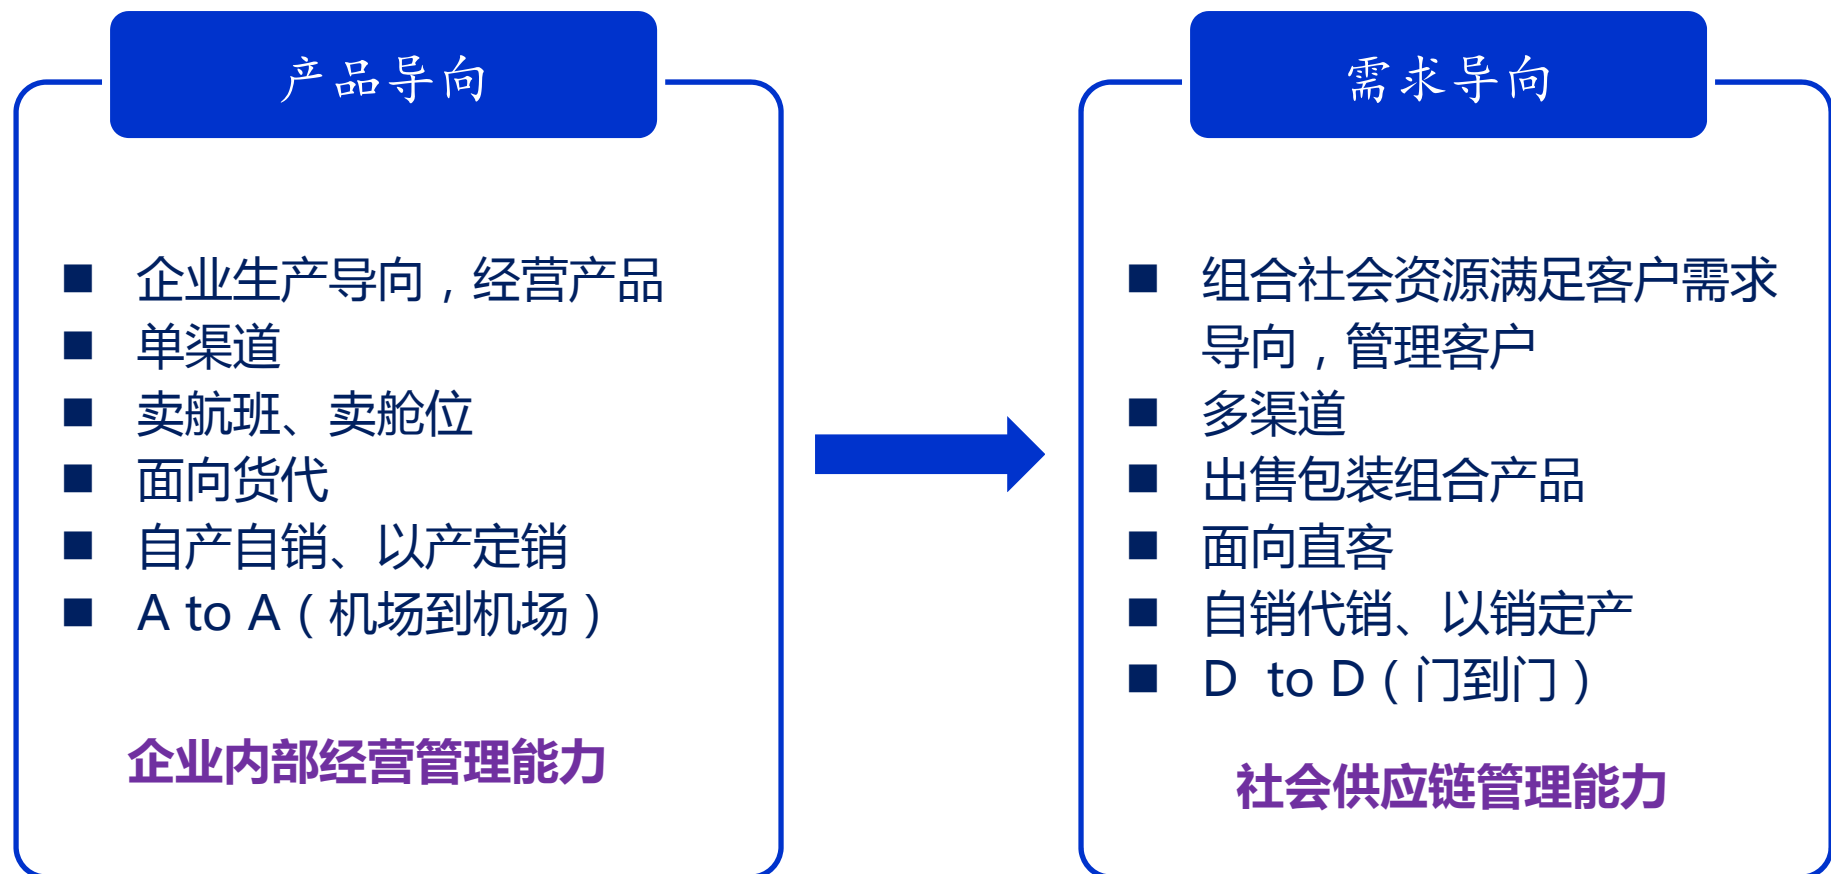 产品导向
企业生产导向，经营产品
单渠道
卖航班、卖舱位
面向货代
自产自销、以产定销
A to A（机场到机场）
企业内部经营管理能力
需求导向
组合社会资源满足客户需求
导向，管理客户
多渠道
出售包装组合产品
面向直客
自销代销、以销定产
D to D（门到门）
社会供应链管理能力